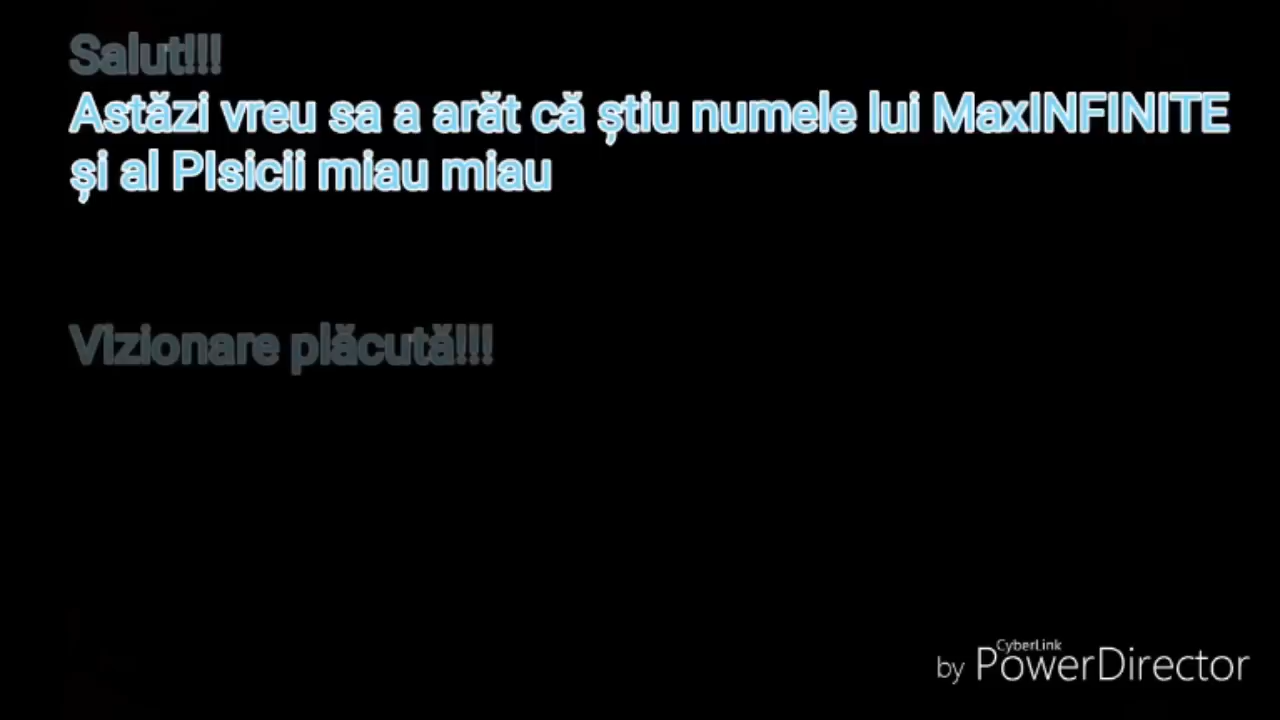 Salut!!!
Astăzi vreu sa a arăt că știu numele lui MaxINFINITE
și al PIsicii miau miau
Vizionare plăcută!!!
CyberLink
by PowerDirector